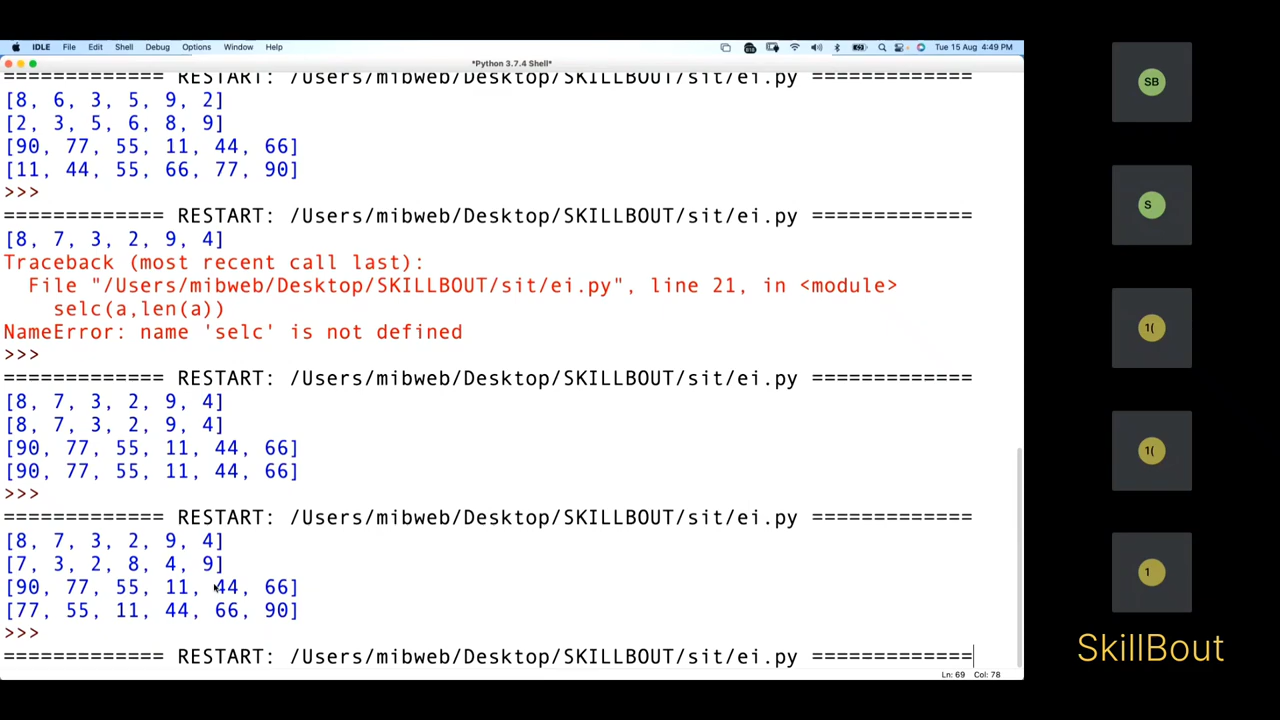 IDLE File Edit Shell Debug Options Window Help Tue 15 Aug 4:49 PM
*Python 3.7.4 Shell*
============= RESTART: /Users/mibweb/Desktop/SKILLBOUT/sit/ei.py =============
[8, 6, 3, 5, 9, 2]
[2, 3, 5, 6, 8, 9]
[90, 77, 55, 11, 44, 66]
[11, 44, 55, 66, 77, 90]
>>>
============= RESTART: /Users/mibweb/Desktop/SKILLBOUT/sit/ei.py =============
[8, 7, 3, 2, 9, 4]
Traceback (most recent call last):
  File "/Users/mibweb/Desktop/SKILLBOUT/sit/ei.py", line 21, in <module>
    selc(a,len(a))
NameError: name 'selc' is not defined
>>>
============= RESTART: /Users/mibweb/Desktop/SKILLBOUT/sit/ei.py =============
[8, 7, 3, 2, 9, 4]
[8, 7, 3, 2, 9, 4]
[90, 77, 55, 11, 44, 66]
[90, 77, 55, 11, 44, 66]
>>>
============= RESTART: /Users/mibweb/Desktop/SKILLBOUT/sit/ei.py =============
[8, 7, 3, 2, 9, 4]
[7, 3, 2, 8, 4, 9]
[90, 77, 55, 11, 44, 66]
[77, 55, 11, 44, 66, 90]
>>>
============= RESTART: /Users/mibweb/Desktop/SKILLBOUT/sit/ei.py =============
Ln: 69 Col: 78
SB
S
1(
1(
1
SkillBout